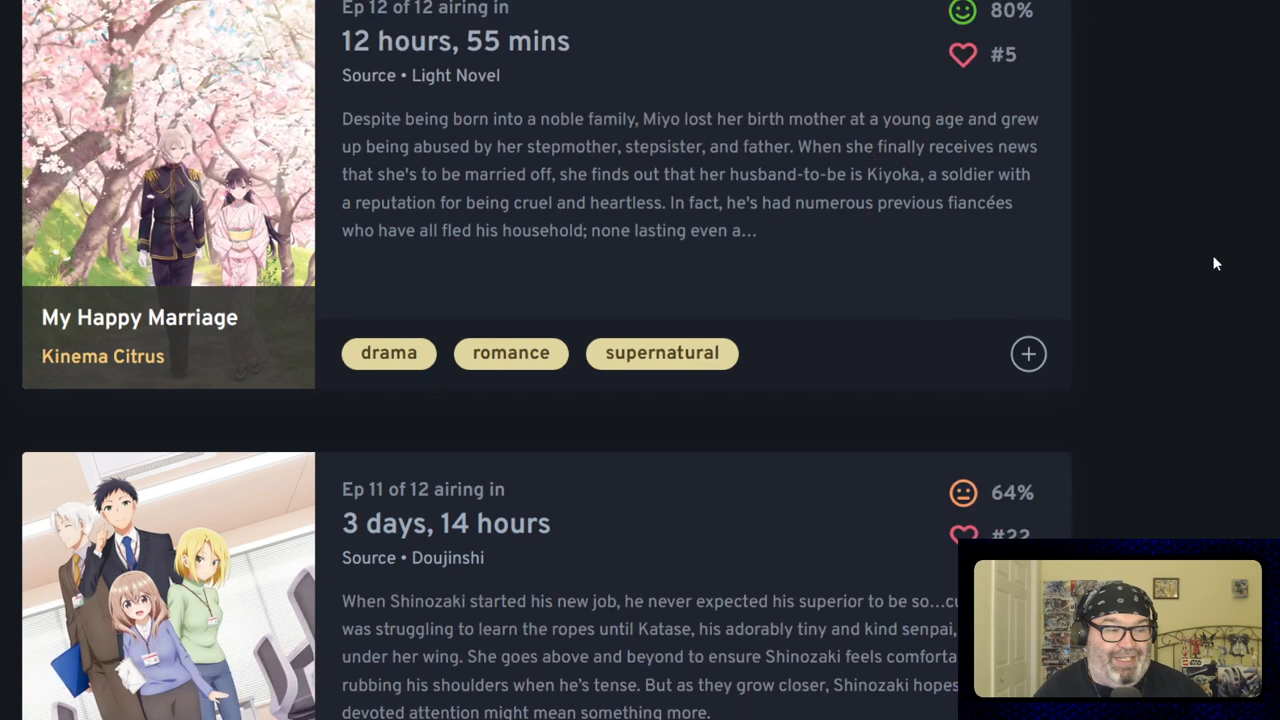 Ep 12 of 12 airing in
12 hours, 55 mins
Source • Light Novel
80%
#5
Despite being born into a noble family, Miyo lost her birth mother at a young age and grew
up being abused by her stepmother, stepsister, and father. When she finally receives news
that she's to be married off, she finds out that her husband-to-be is Kiyoka, a soldier with
a reputation for being cruel and heartless. In fact, he's had numerous previous fiancées
who have all fled his household; none lasting even a…
My Happy Marriage
Kinema Citrus
drama
romance
supernatural
Ep 11 of 12 airing in
3 days, 14 hours
Source • Doujinshi
64%
#22
When Shinozaki started his new job, he never expected his superior to be so…
was struggling to learn the ropes until Katase, his adorably tiny and kind senpai,
under her wing. She goes above and beyond to ensure Shinozaki feels
rubbing his shoulders when he's tense. But as they grow closer, Shinozaki hopes
devoted attention might mean something more.